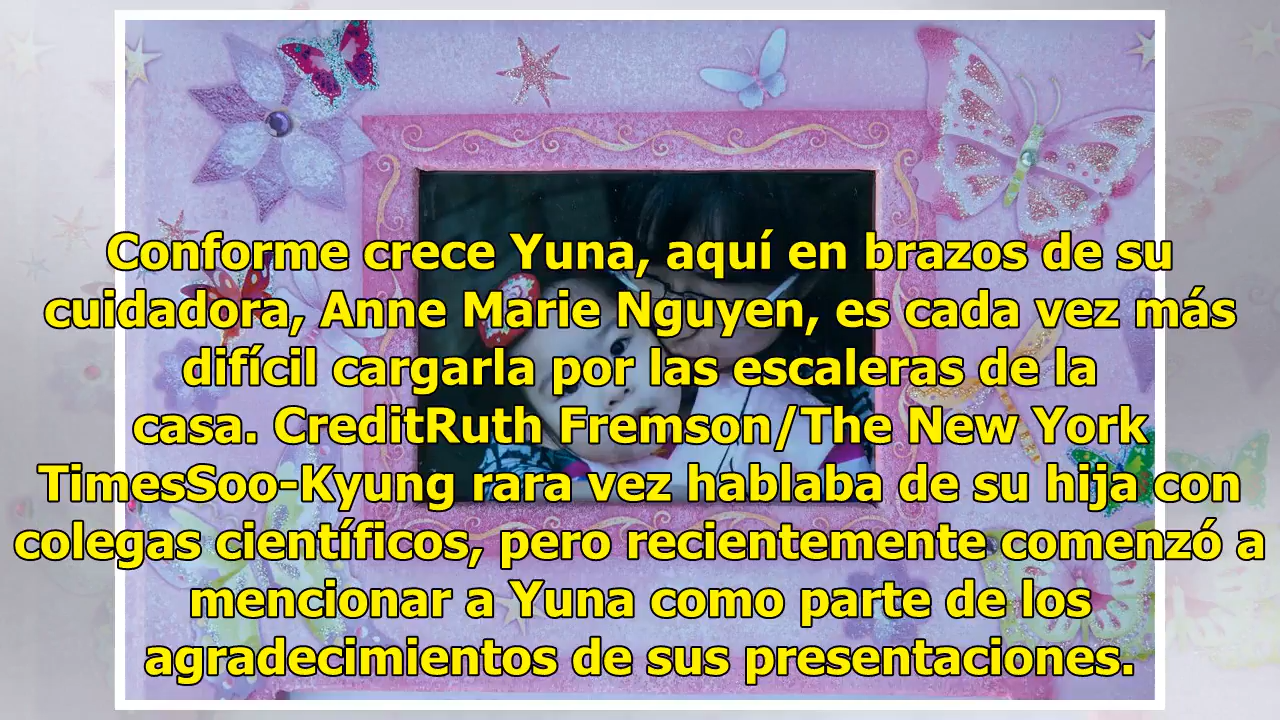 Conforme crece Yuna, aquí en brazos de su
cuidadora, Anne Marie Nguyen, es cada vez más
difícil cargarla por las escaleras de la
casa. CreditRuth Fremson/The New York
TimesSoo-Kyung rara vez hablaba de su hija con
colegas científicos, pero recientemente comenzó a
mencionar a Yuna como parte de los
agradecimientos de sus presentaciones.